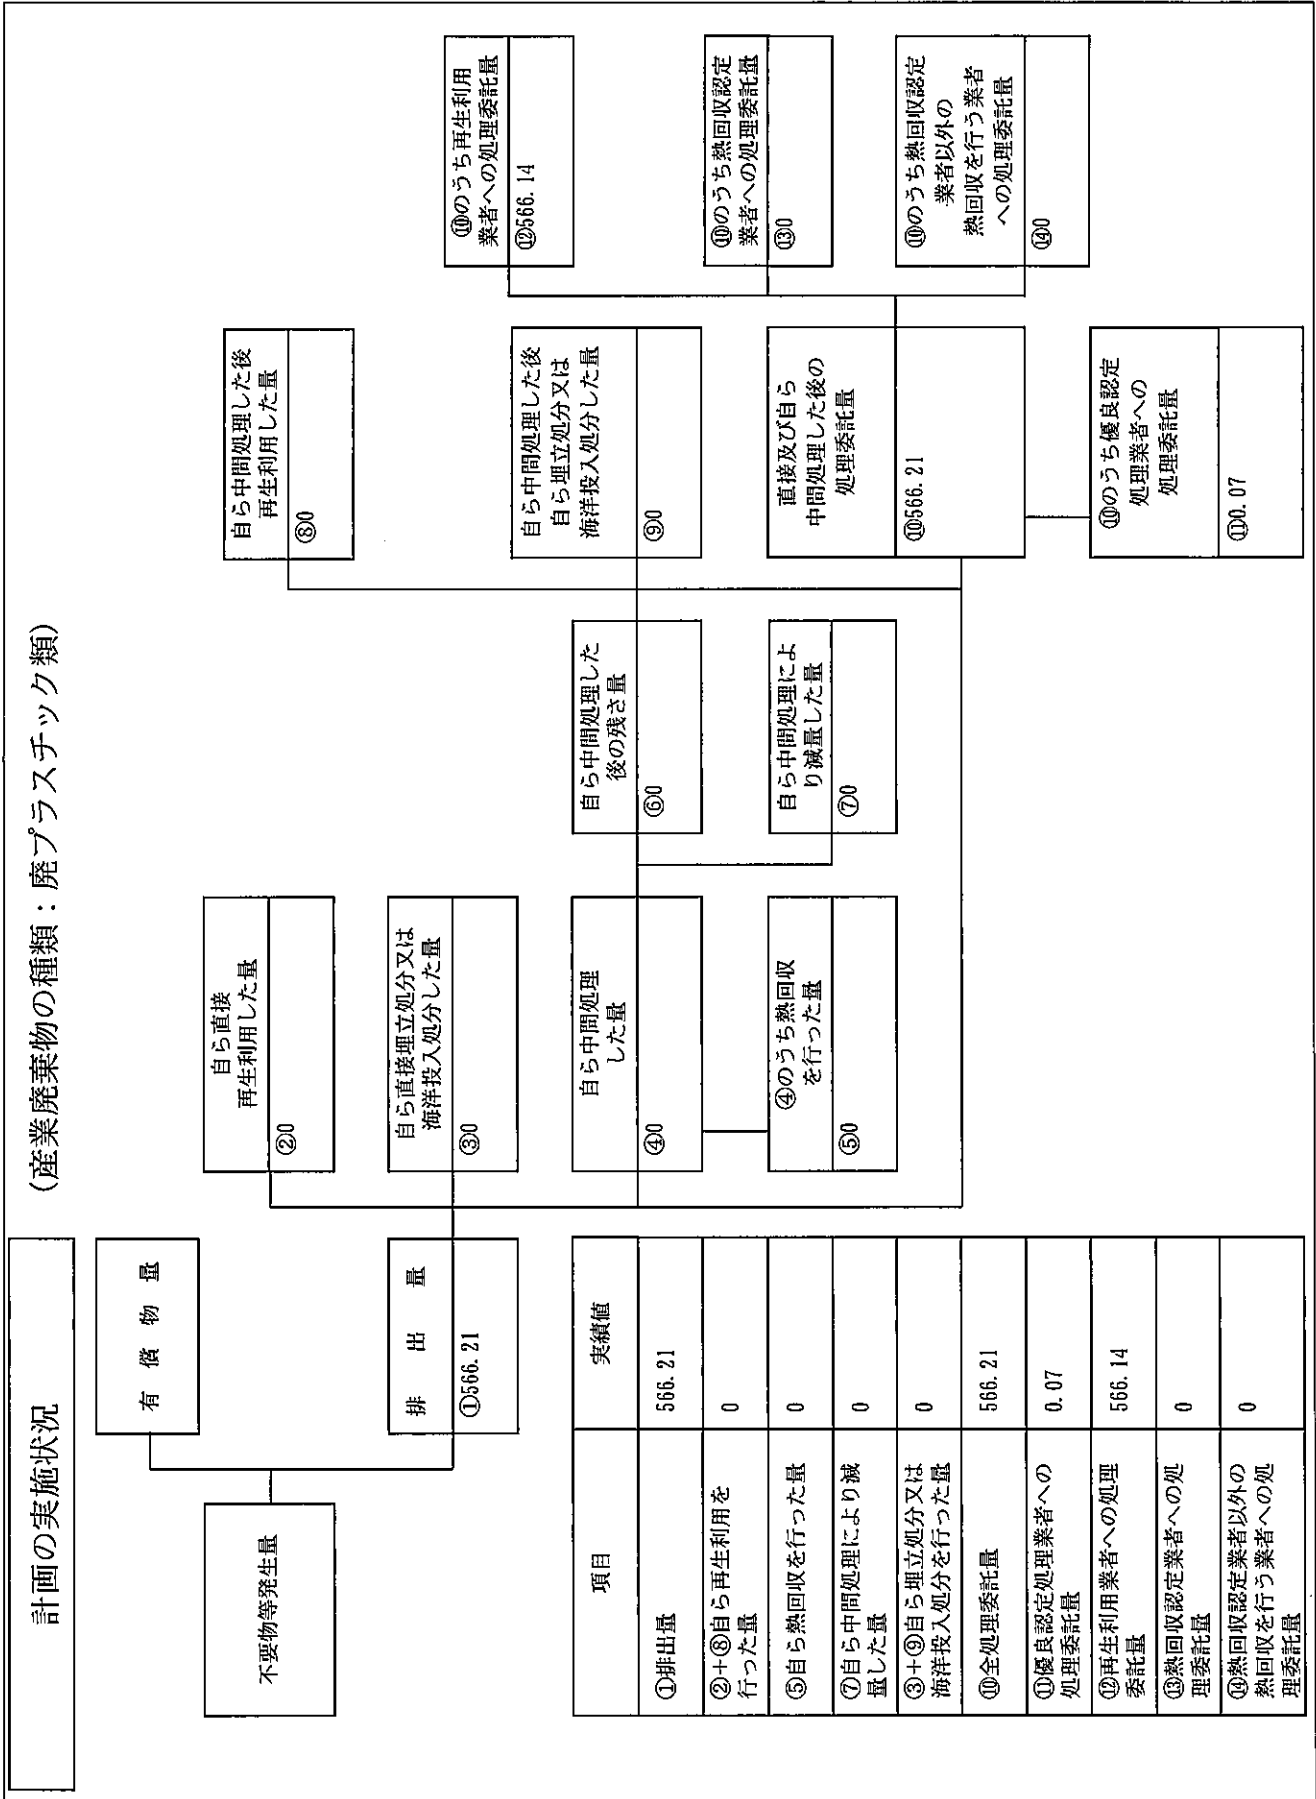 計画の実施状況
（産業廃棄物の種類：廃プラスチック類）
不要物等発生量
有償物量
排出量
①566.21
自ら直接
再生利用した量
②0
自ら直接埋立処分又は
海洋投入処分した量
③0
自ら中間処理
した量
④0
④のうち熱回収
を行った量
⑤0
自ら中間処理した
後の残さ量
⑥0
自ら中間処理によ
り減量した量
⑦0
自ら中間処理した後
再生利用した量
⑧0
自ら中間処理した後
自ら埋立処分又は
海洋投入処分した量
⑨0
直接及び自ら
中間処理した後の
処理委託量
⑩566.21
⑩のうち優良認定
処理業者への
処理委託量
⑪0.07
⑩のうち再生利用
業者への処理委託量
⑫566.14
⑩のうち熱回収認定
業者への処理委託量
⑬0
⑩のうち熱回収認定
業者以外の
熱回収を行う業者
への処理委託量
⑭0
項目 実績値
①排出量 566.21
②+⑧自ら再生利用を
行った量 0
⑤自ら熱回収を行った量 0
⑦自ら中間処理により減
量した量 0
③+⑨自ら埋立処分又は
海洋投入処分を行った量 0
⑩全処理委託量 566.21
⑪優良認定処理業者への
処理委託量 0.07
⑫再生利用業者への処理
委託量 566.14
⑬熱回収認定業者への処
理委託量 0
⑭熱回収認定業者以外の
熱回収を行う業者への処
理委託量 0